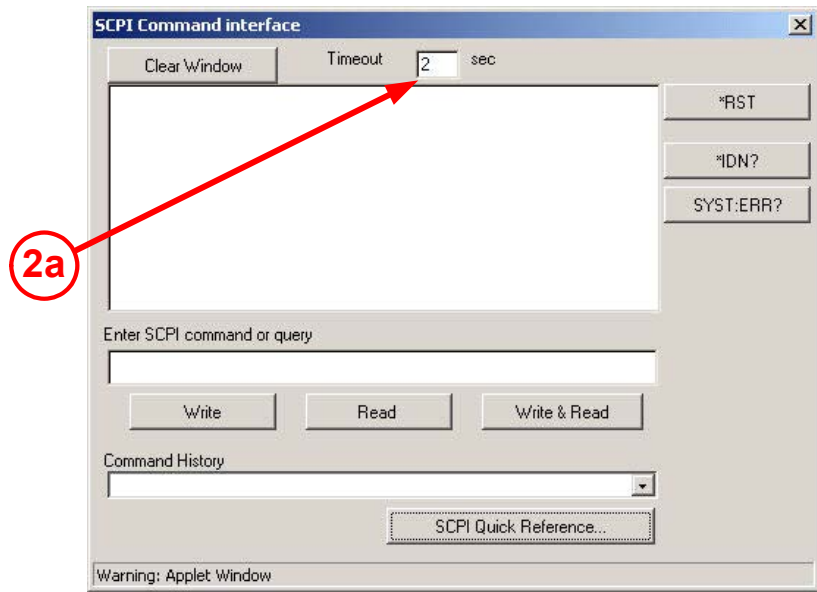 SCPI Command interface
Clear Window
Timeout 2 sec
*RST
*IDN?
SYST:ERR?
2a
Enter SCPI command or query
Write Read Write & Read
Command History
SCPI Quick Reference...
Warning: Applet Window